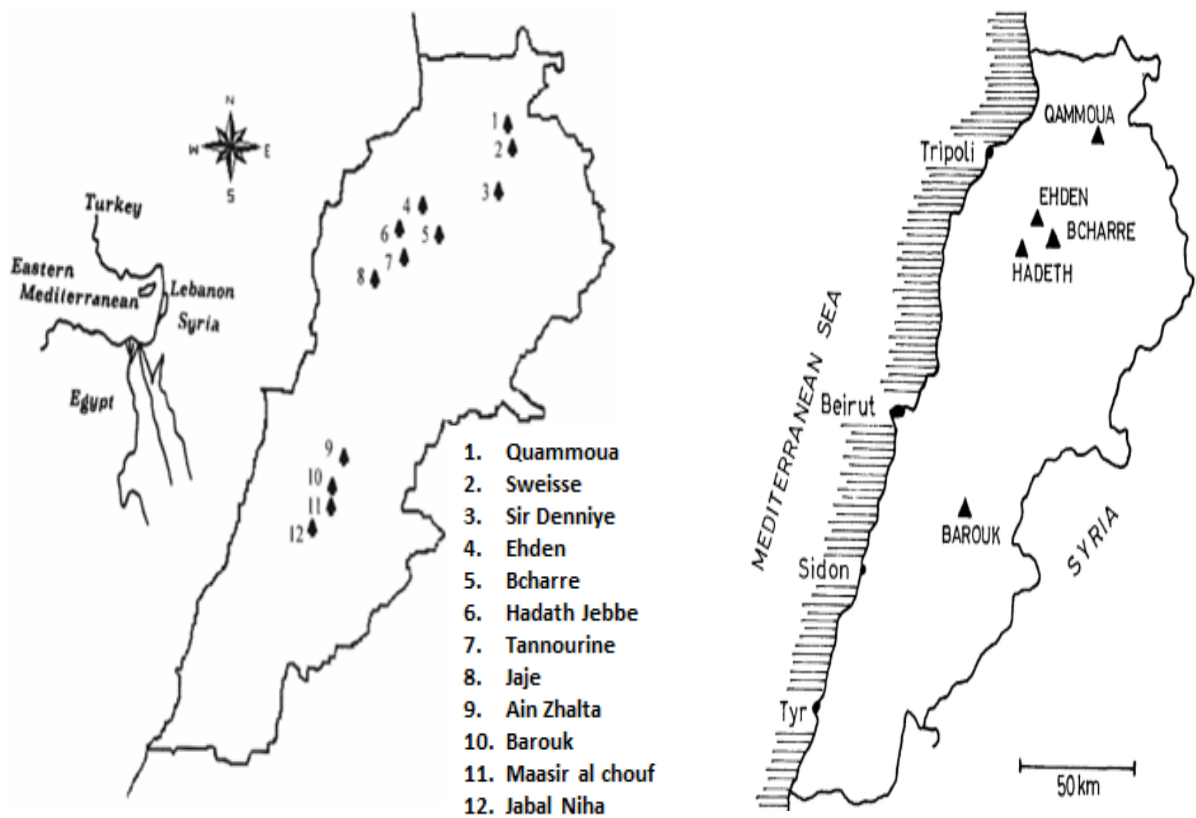 N
W E
S
Turkey
Eastern
Mediterranean
Lebanon
Syria
Egypt
1
2
3
4
5
6
7
8
9
10
11
12
1. Quammoua
2. Sweisse
3. Sir Denniye
4. Ehden
5. Bcharre
6. Hadath Jebbe
7. Tannourine
8. Jaje
9. Ain Zhalta
10. Barouk
11. Maasir al chouf
12. Jabal Niha
QAMMOUA
Tripoli
EHDEN
BCHARRE
HADETH
MEDITERRANEAN SEA
Beirut
BAROUK
SYRIA
Sidon
Tyr
50km